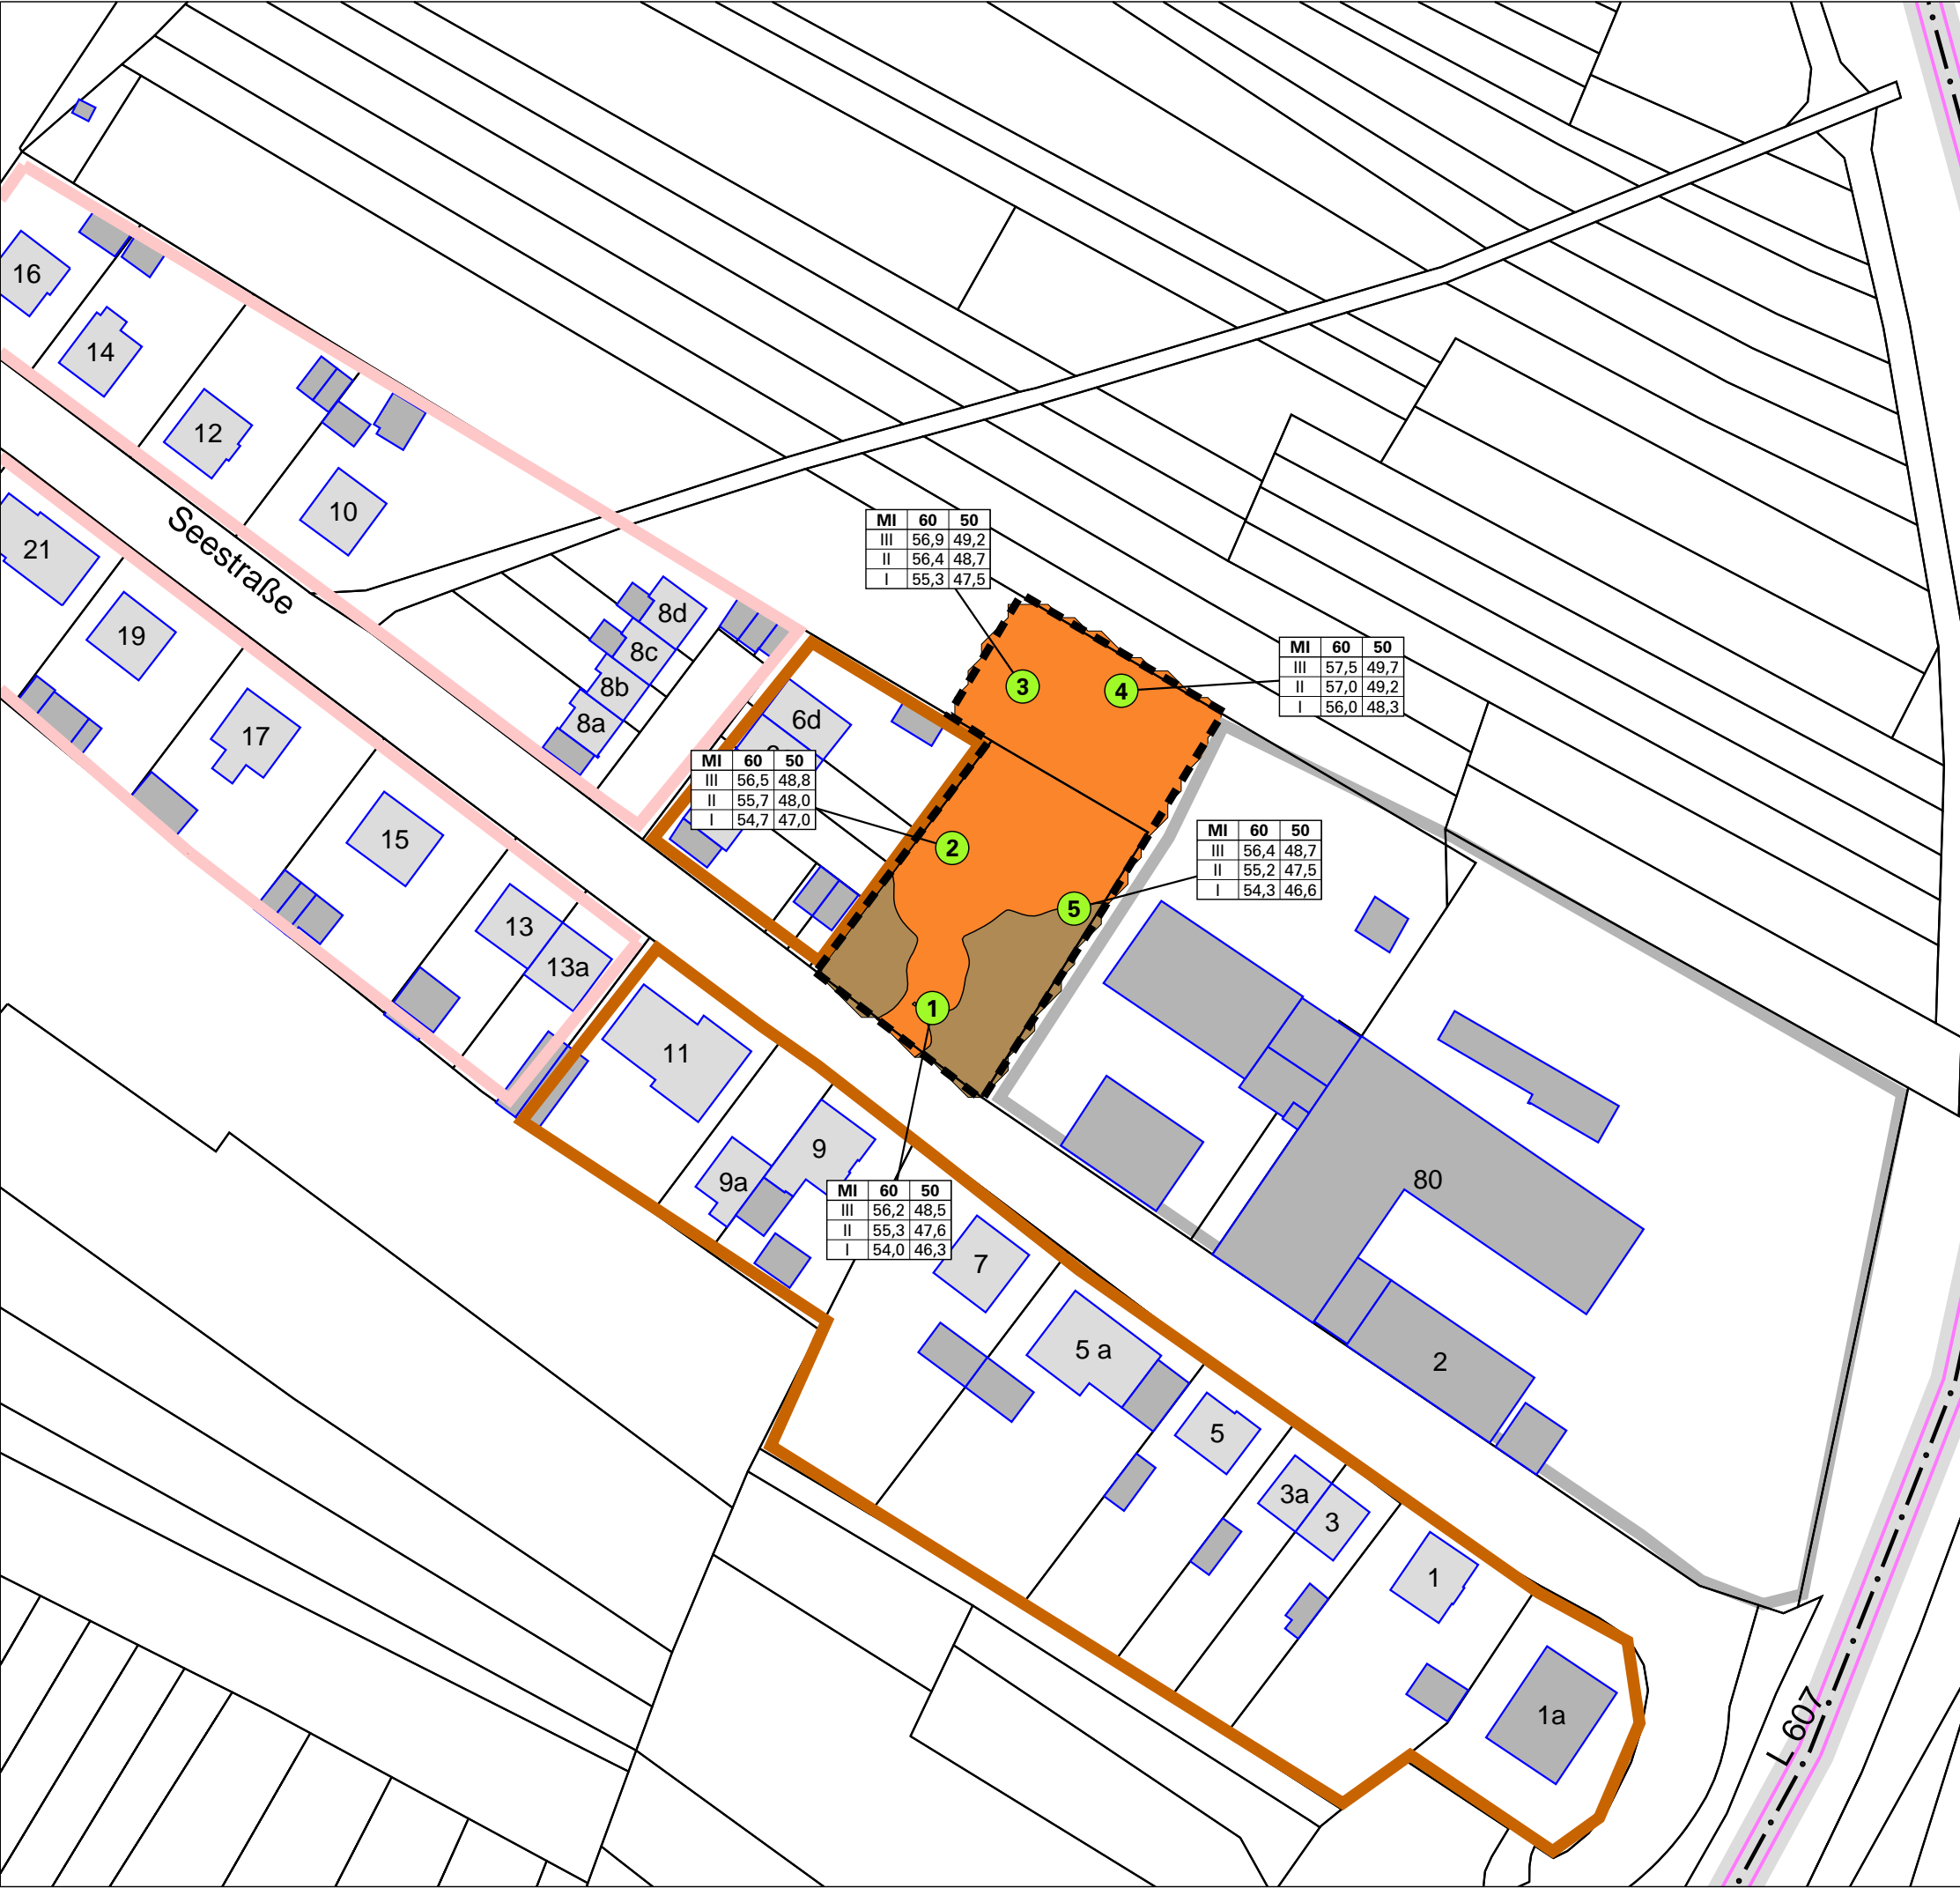 16
14
12
10
21
Seestraße
19
17
15
13
13a
8d
8c
8b
8a
6d
MI 60 50
III 56,9 49,2
II 56,4 48,7
I 55,3 47,5
3
4
MI 60 50
III 57,5 49,7
II 57,0 49,2
I 56,0 48,3
MI 60 50
III 56,5 48,8
II 55,7 48,0
I 54,7 47,0
2
MI 60 50
III 56,4 48,7
II 55,2 47,5
I 54,3 46,6
5
1
11
9
9a
MI 60 50
III 56,2 48,5
II 55,3 47,6
I 54,0 46,3
7
80
2
5 a
5
3a
3
1
1a
L 607